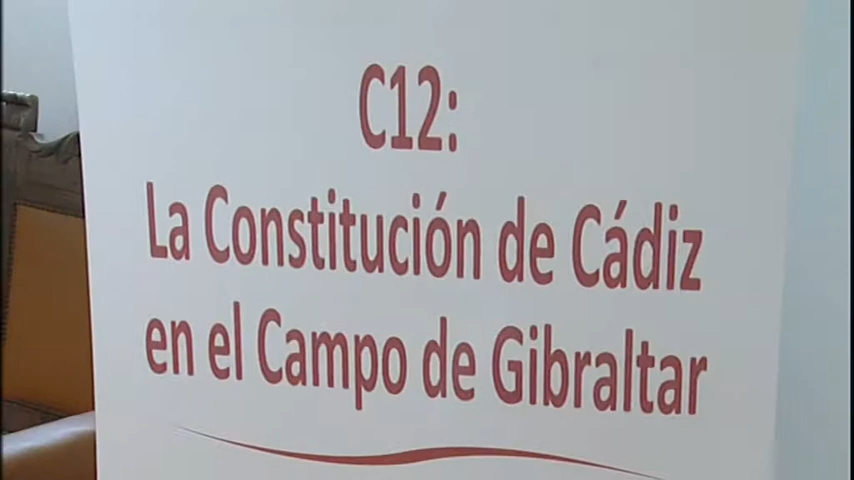 C12:
La Constitución de Cádiz
en el Campo de Gibraltar